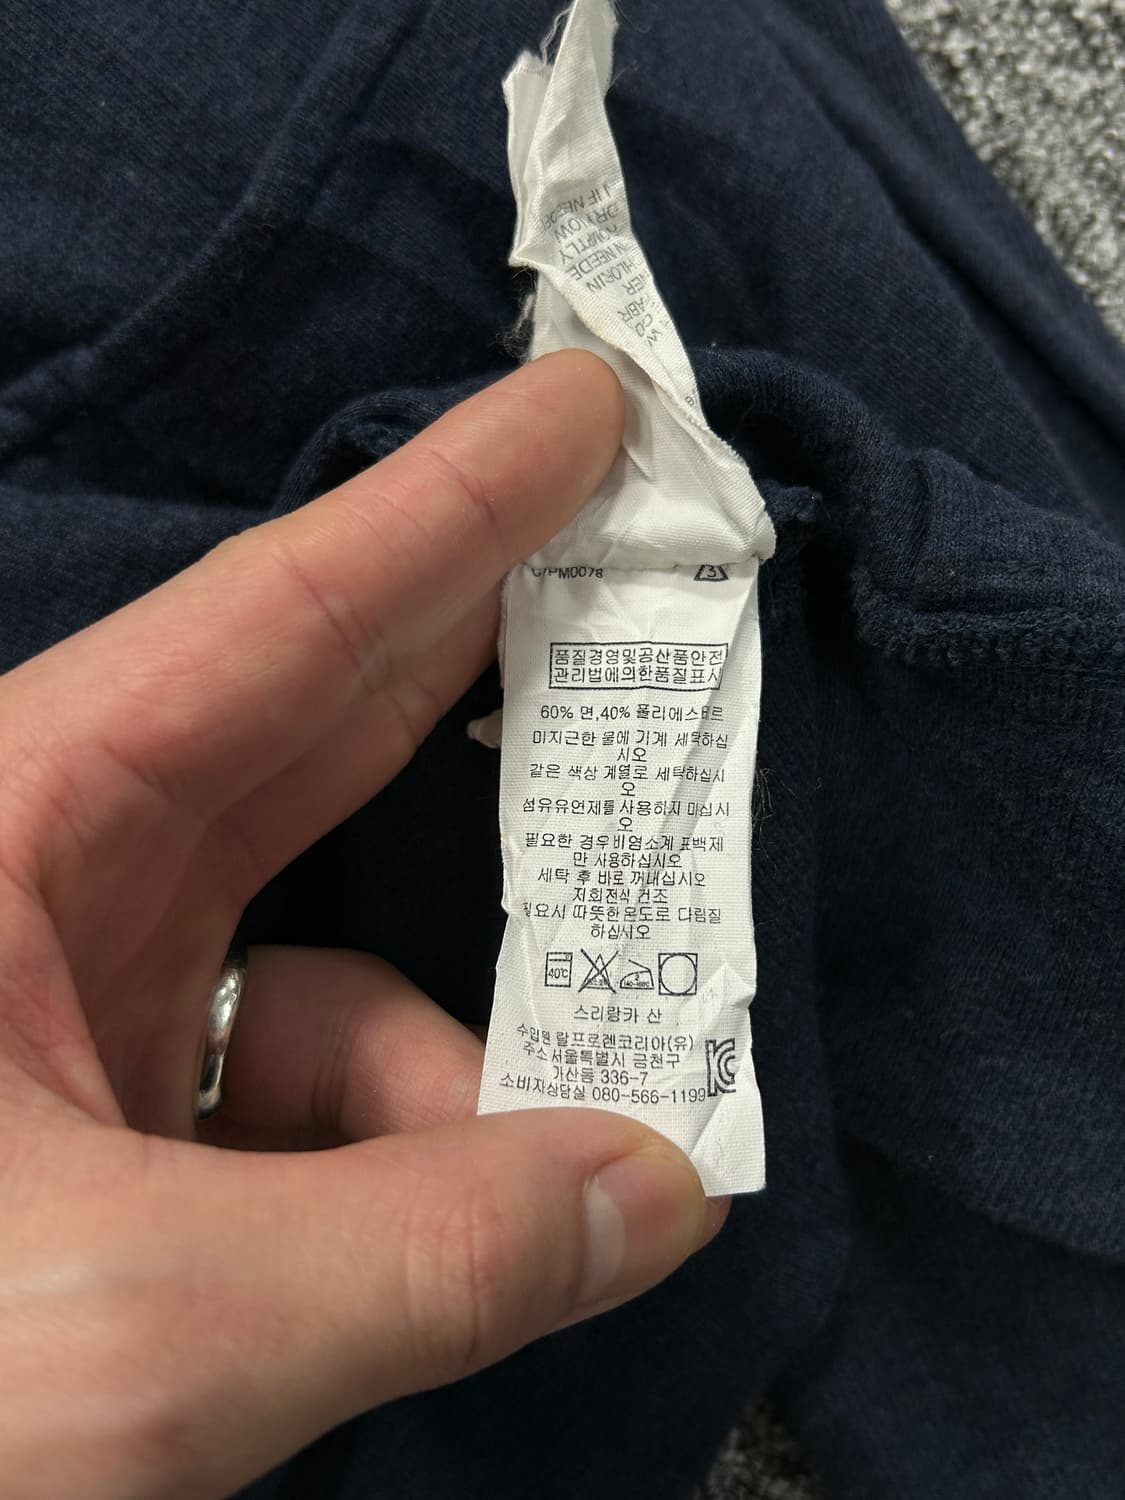 C/PM0078
3
품질경영및공산품안전
관리법에의한품질표시
60% 면,40% 폴리에스테르
미지근한 물에 기계 세탁하십
시오
같은 색상 계열로 세탁하십시
오
섬유유연제를 사용하지 마십시
오
필요한 경우 비염소계 표백제
만 사용하십시오
세탁 후 바로 꺼내십시오
저회전식 건조
필요시 따뜻한온도로 다림질
하십시오
40℃
스리랑카 산
수입원 랄프로렌코리아(유)
주소 서울특별시 금천구
가산동 336-7
소비자상담실 080-566-1199